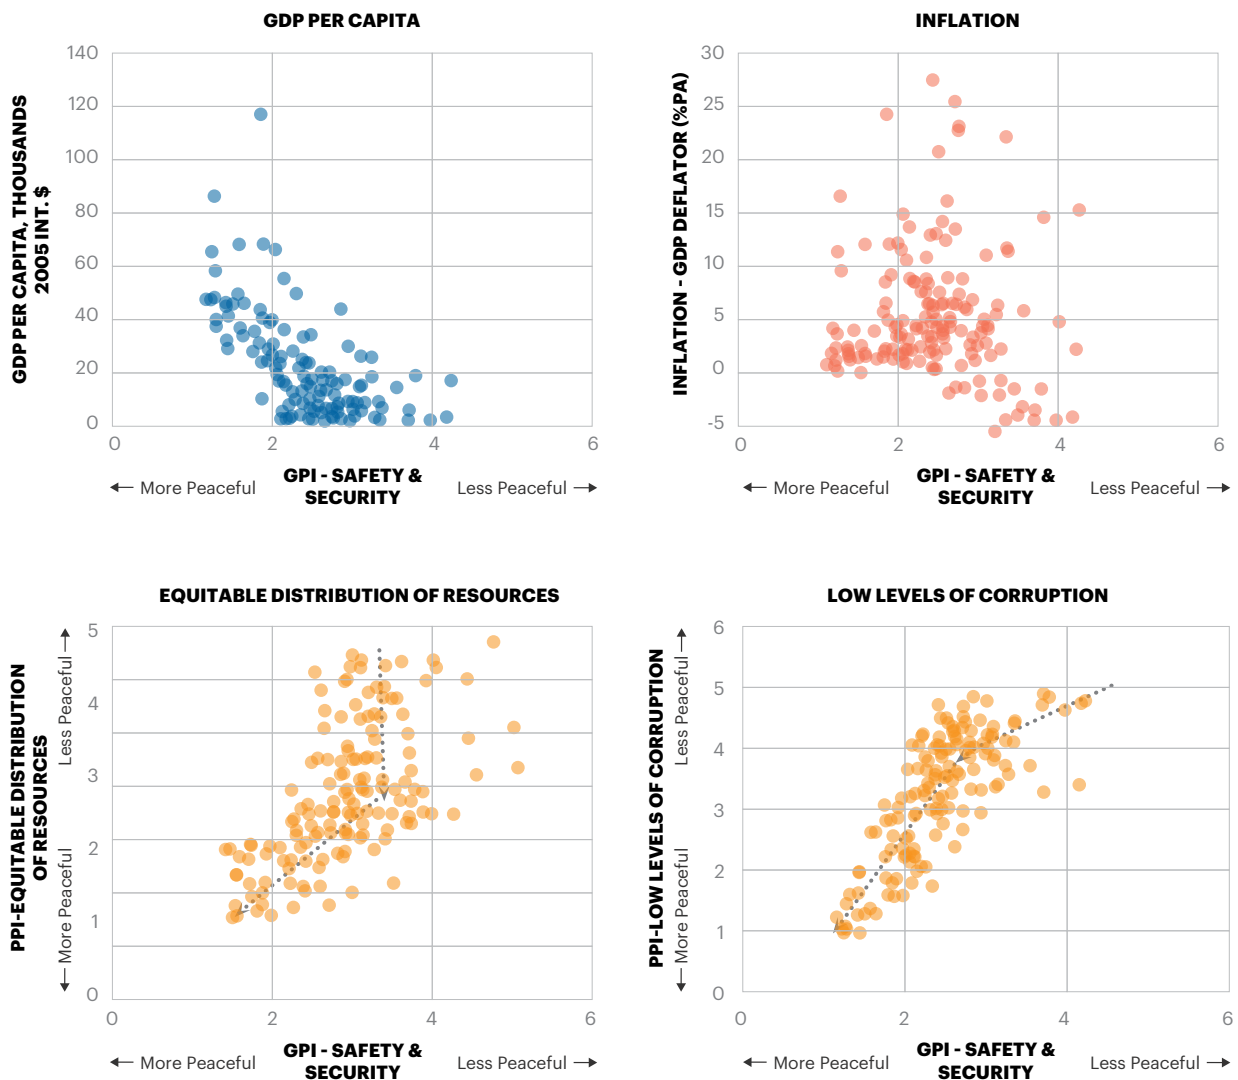 GDP PER CAPITA
GDP PER CAPITA, THOUSANDS
2005 INT. $
140
120
100
80
60
40
20
0
0
2
4
6
← More Peaceful
GPI - SAFETY &
SECURITY
Less Peaceful →
INFLATION
INFLATION - GDP DEFLATOR (%PA)
30
25
20
15
10
5
0
-5
0
2
4
6
← More Peaceful
GPI - SAFETY &
SECURITY
Less Peaceful →
EQUITABLE DISTRIBUTION OF RESOURCES
PPI-EQUITABLE DISTRIBUTION
OF RESOURCES
← More Peaceful
Less Peaceful →
5
4
3
2
1
0
0
2
4
6
← More Peaceful
GPI - SAFETY &
SECURITY
Less Peaceful →
LOW LEVELS OF CORRUPTION
PPI-LOW LEVELS OF CORRUPTION
← More Peaceful
Less Peaceful →
6
5
4
3
2
1
0
0
2
4
6
← More Peaceful
GPI - SAFETY &
SECURITY
Less Peaceful →